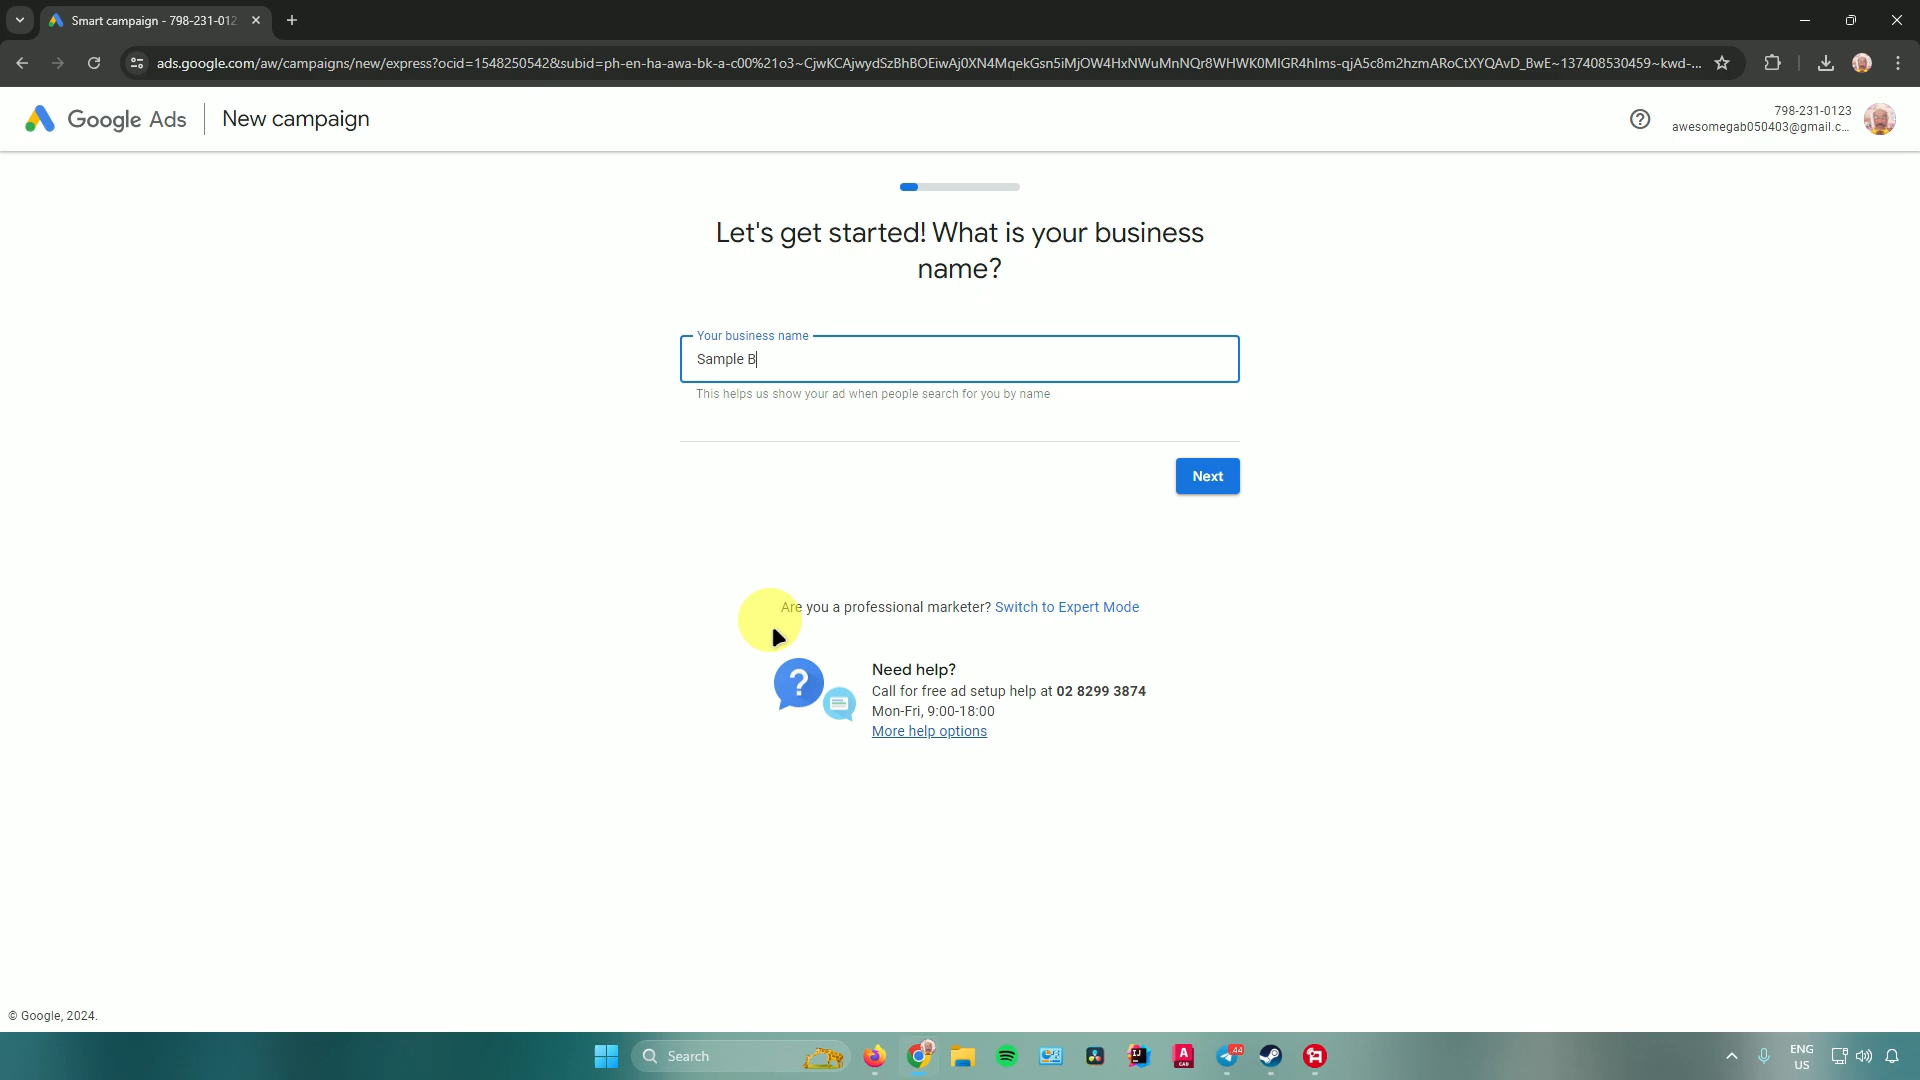 Smart campaign - 798-231-012
ads.google.com/aw/campaigns/new/express?ocid=1548250542&subid=ph-en-ha-awa-bk-a-c00%21o3~CjwKCAjwydSzBhBOEiwAj0XN4MqekGsn5iMjOW4HxNWuMnNQr8WHWK0MIGR4hIms-qjA5c8m2hzmARoCtXYQAvD_BwE~137408530459~kwd-...
Google Ads
New campaign
798-231-0123
awesomegab050403@gmail.c...
Let's get started! What is your business
name?
Your business name
Sample B
This helps us show your ad when people search for you by name
Next
Are you a professional marketer? Switch to Expert Mode
Need help?
Call for free ad setup help at 02 8299 3874
Mon-Fri, 9:00-18:00
More help options
© Google, 2024.
Search
44
ENG
US